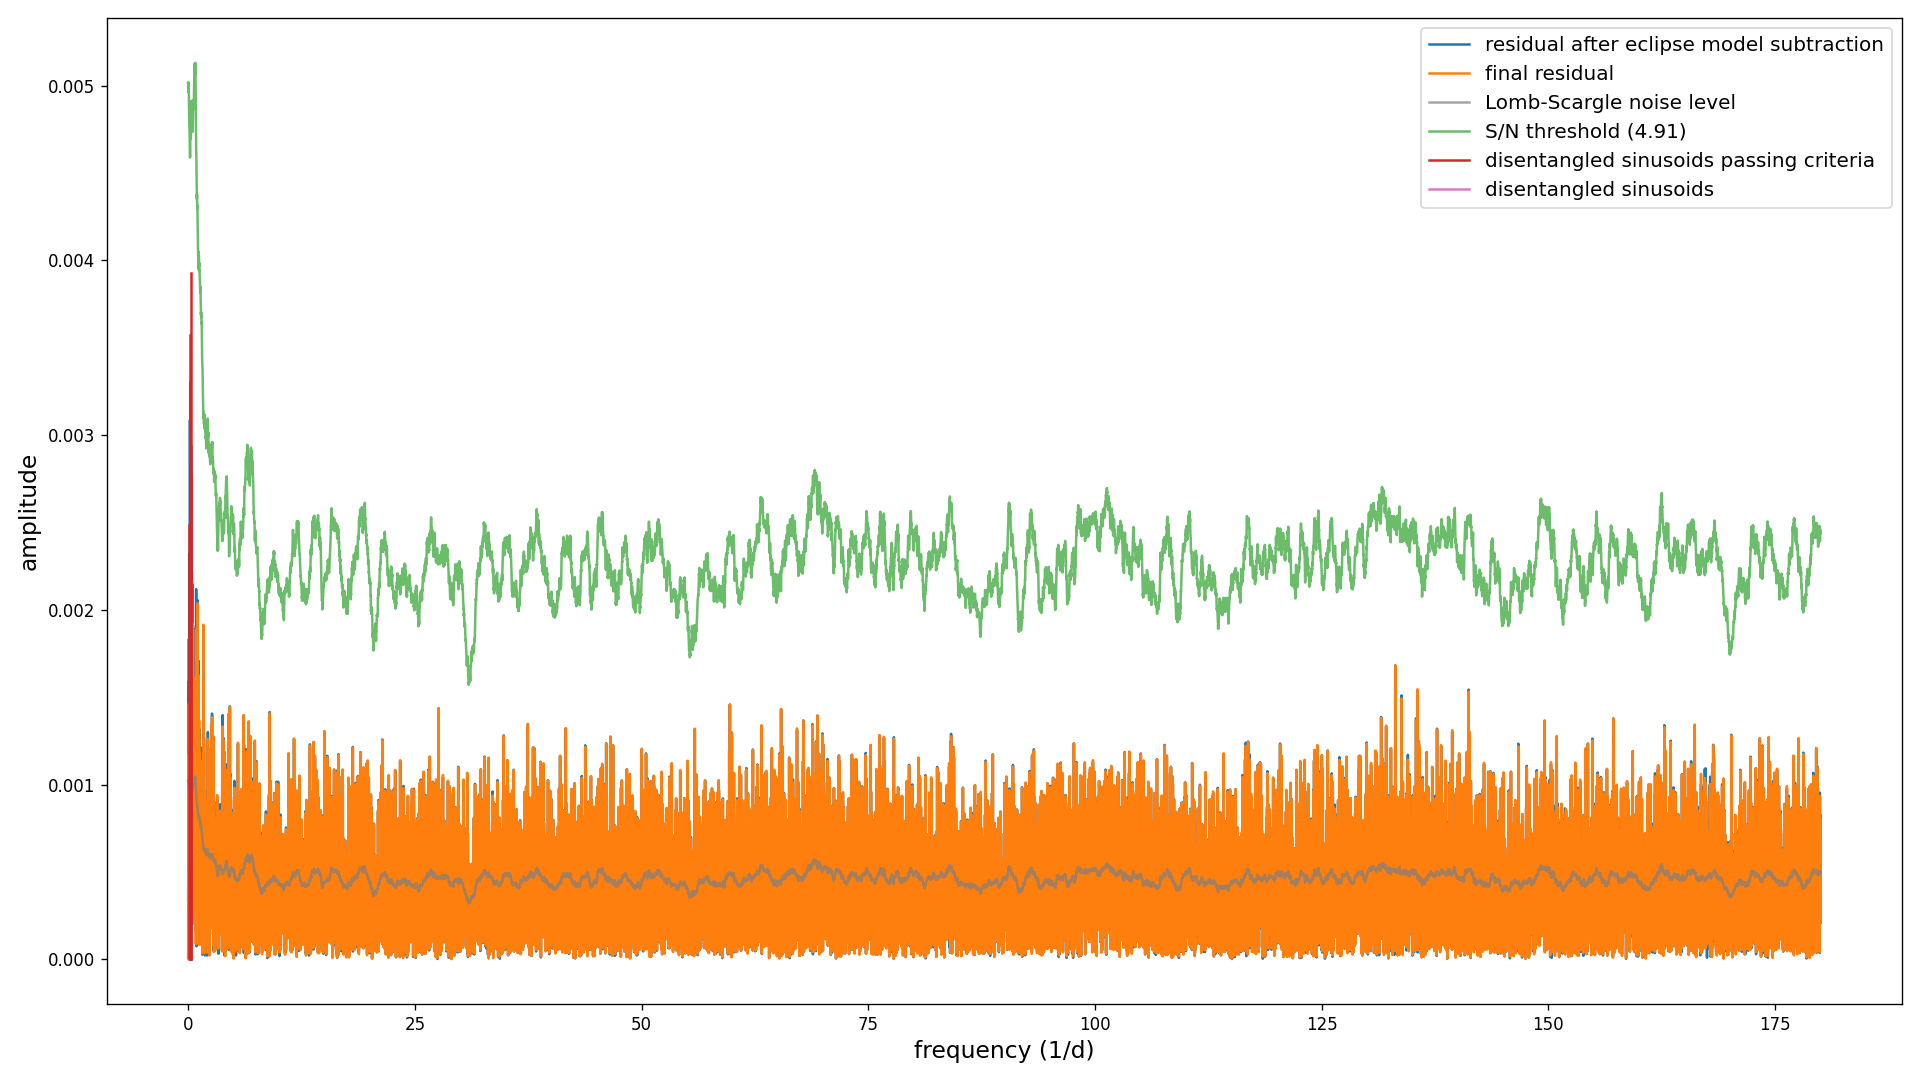 residual after eclipse model subtraction
final residual
Lomb-Scargle noise level
S/N threshold (4.91)
disentangled sinusoids passing criteria
disentangled sinusoids
amplitude
0.005
0.004
0.003
0.002
0.001
0.000
0 25 50 75 100 125 150 175
frequency (1/d)